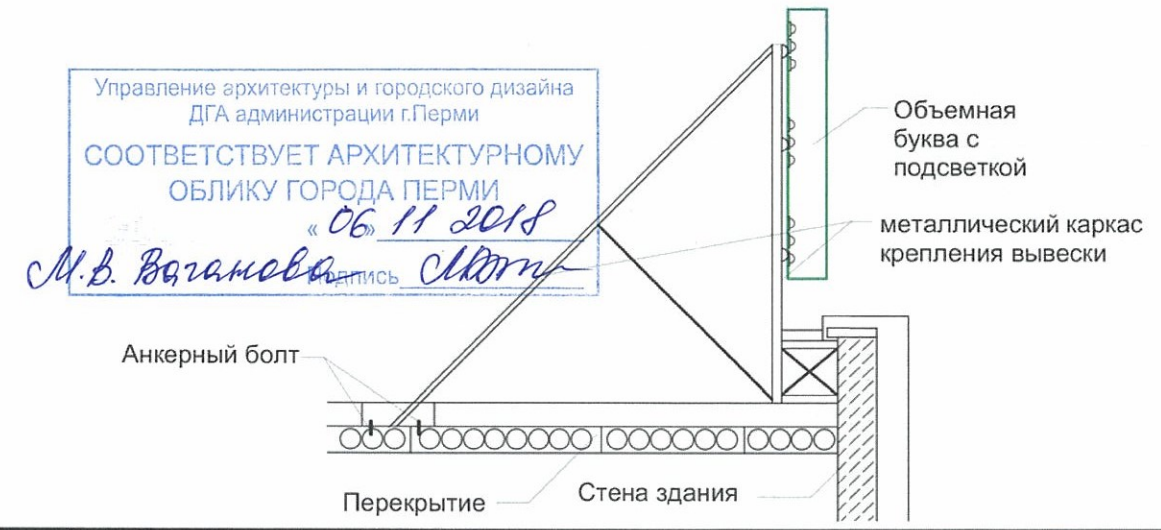 Управление архитектуры и городского дизайна
ДГА администрации г.Перми
СООТВЕТСТВУЕТ АРХИТЕКТУРНОМУ
ОБЛИКУ ГОРОДА ПЕРМИ
« 06 » 11 2018
М.В. Ваганова Подпись
Объемная
буква с
подсветкой
металлический каркас
крепления вывески
Анкерный болт
Перекрытие
Стена здания